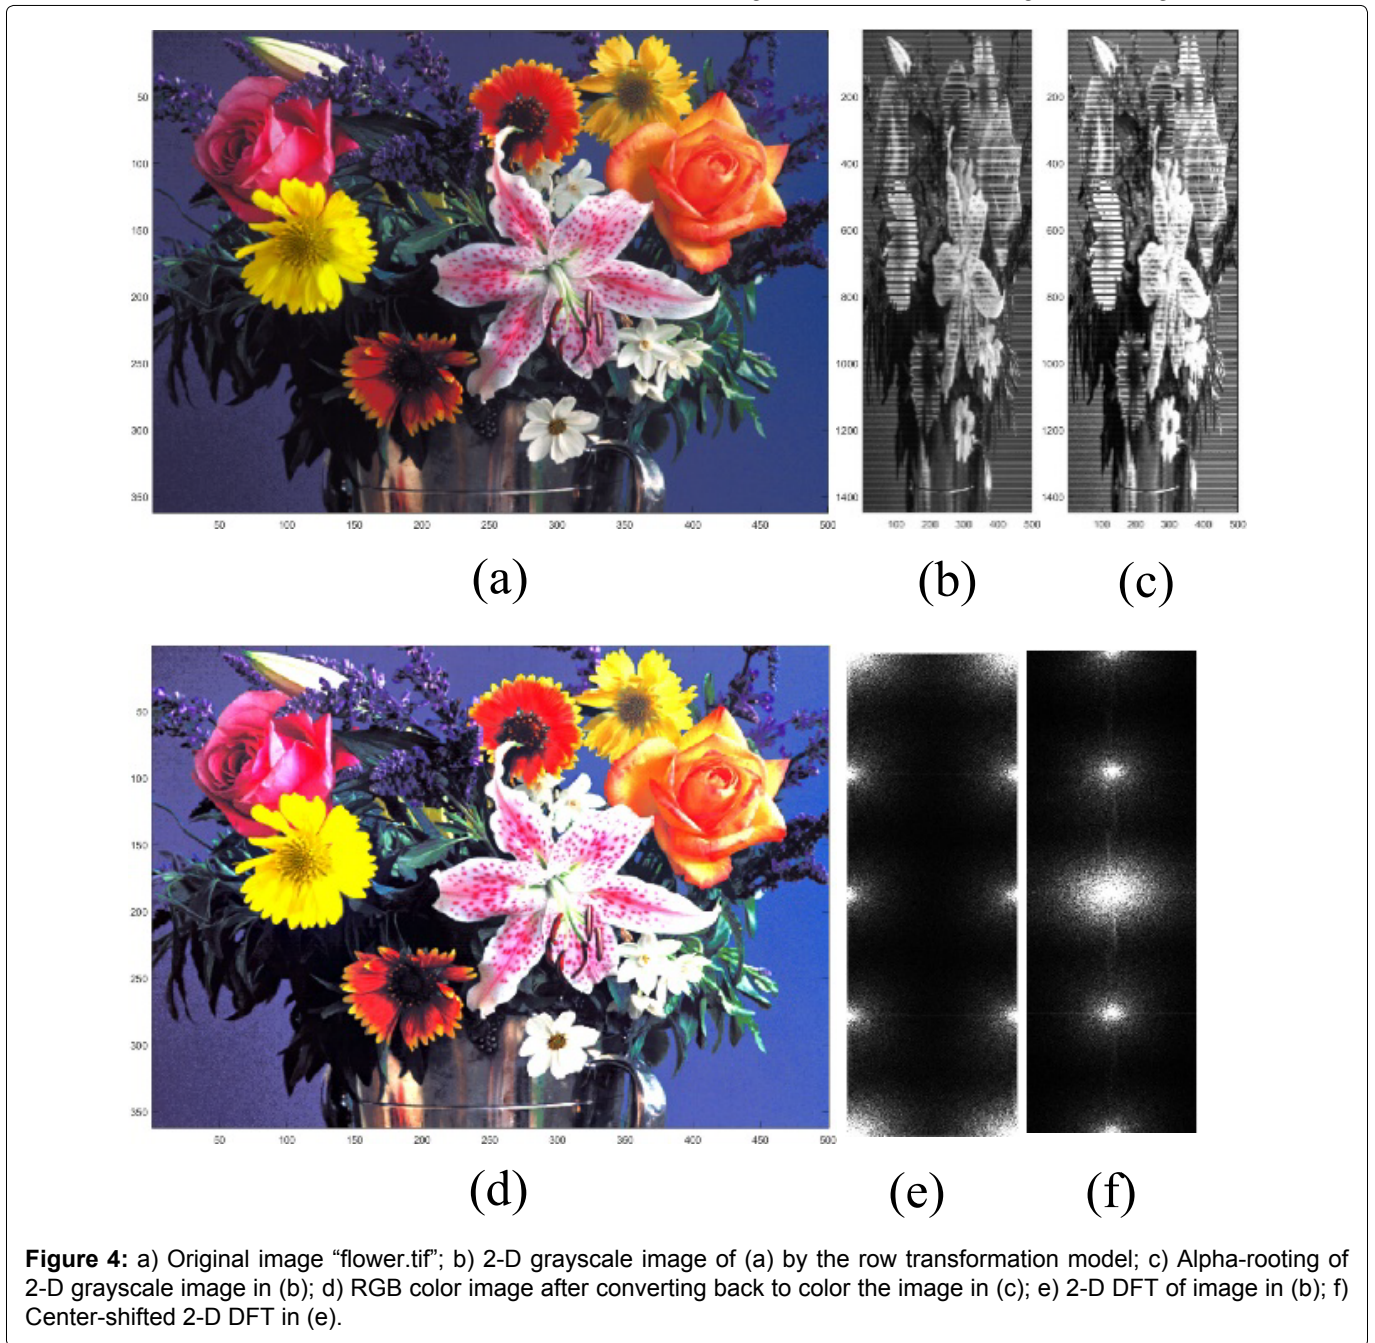 50
100
150
200
250
300
350
50 100 150 200 250 300 350 400 450 500
200
400
600
800
1000
1200
1400
100 200 300 400 500
200
400
600
800
1000
1200
1400
100 200 300 400 500
(a)
(b)
(c)
50
100
150
200
250
300
350
50 100 150 200 250 300 350 400 450 500
(d)
(e)
(f)
Figure 4: a) Original image “flower.tif”; b) 2-D grayscale image of (a) by the row transformation model; c) Alpha-rooting of
2-D grayscale image in (b); d) RGB color image after converting back to color the image in (c); e) 2-D DFT of image in (b); f)
Center-shifted 2-D DFT in (e).